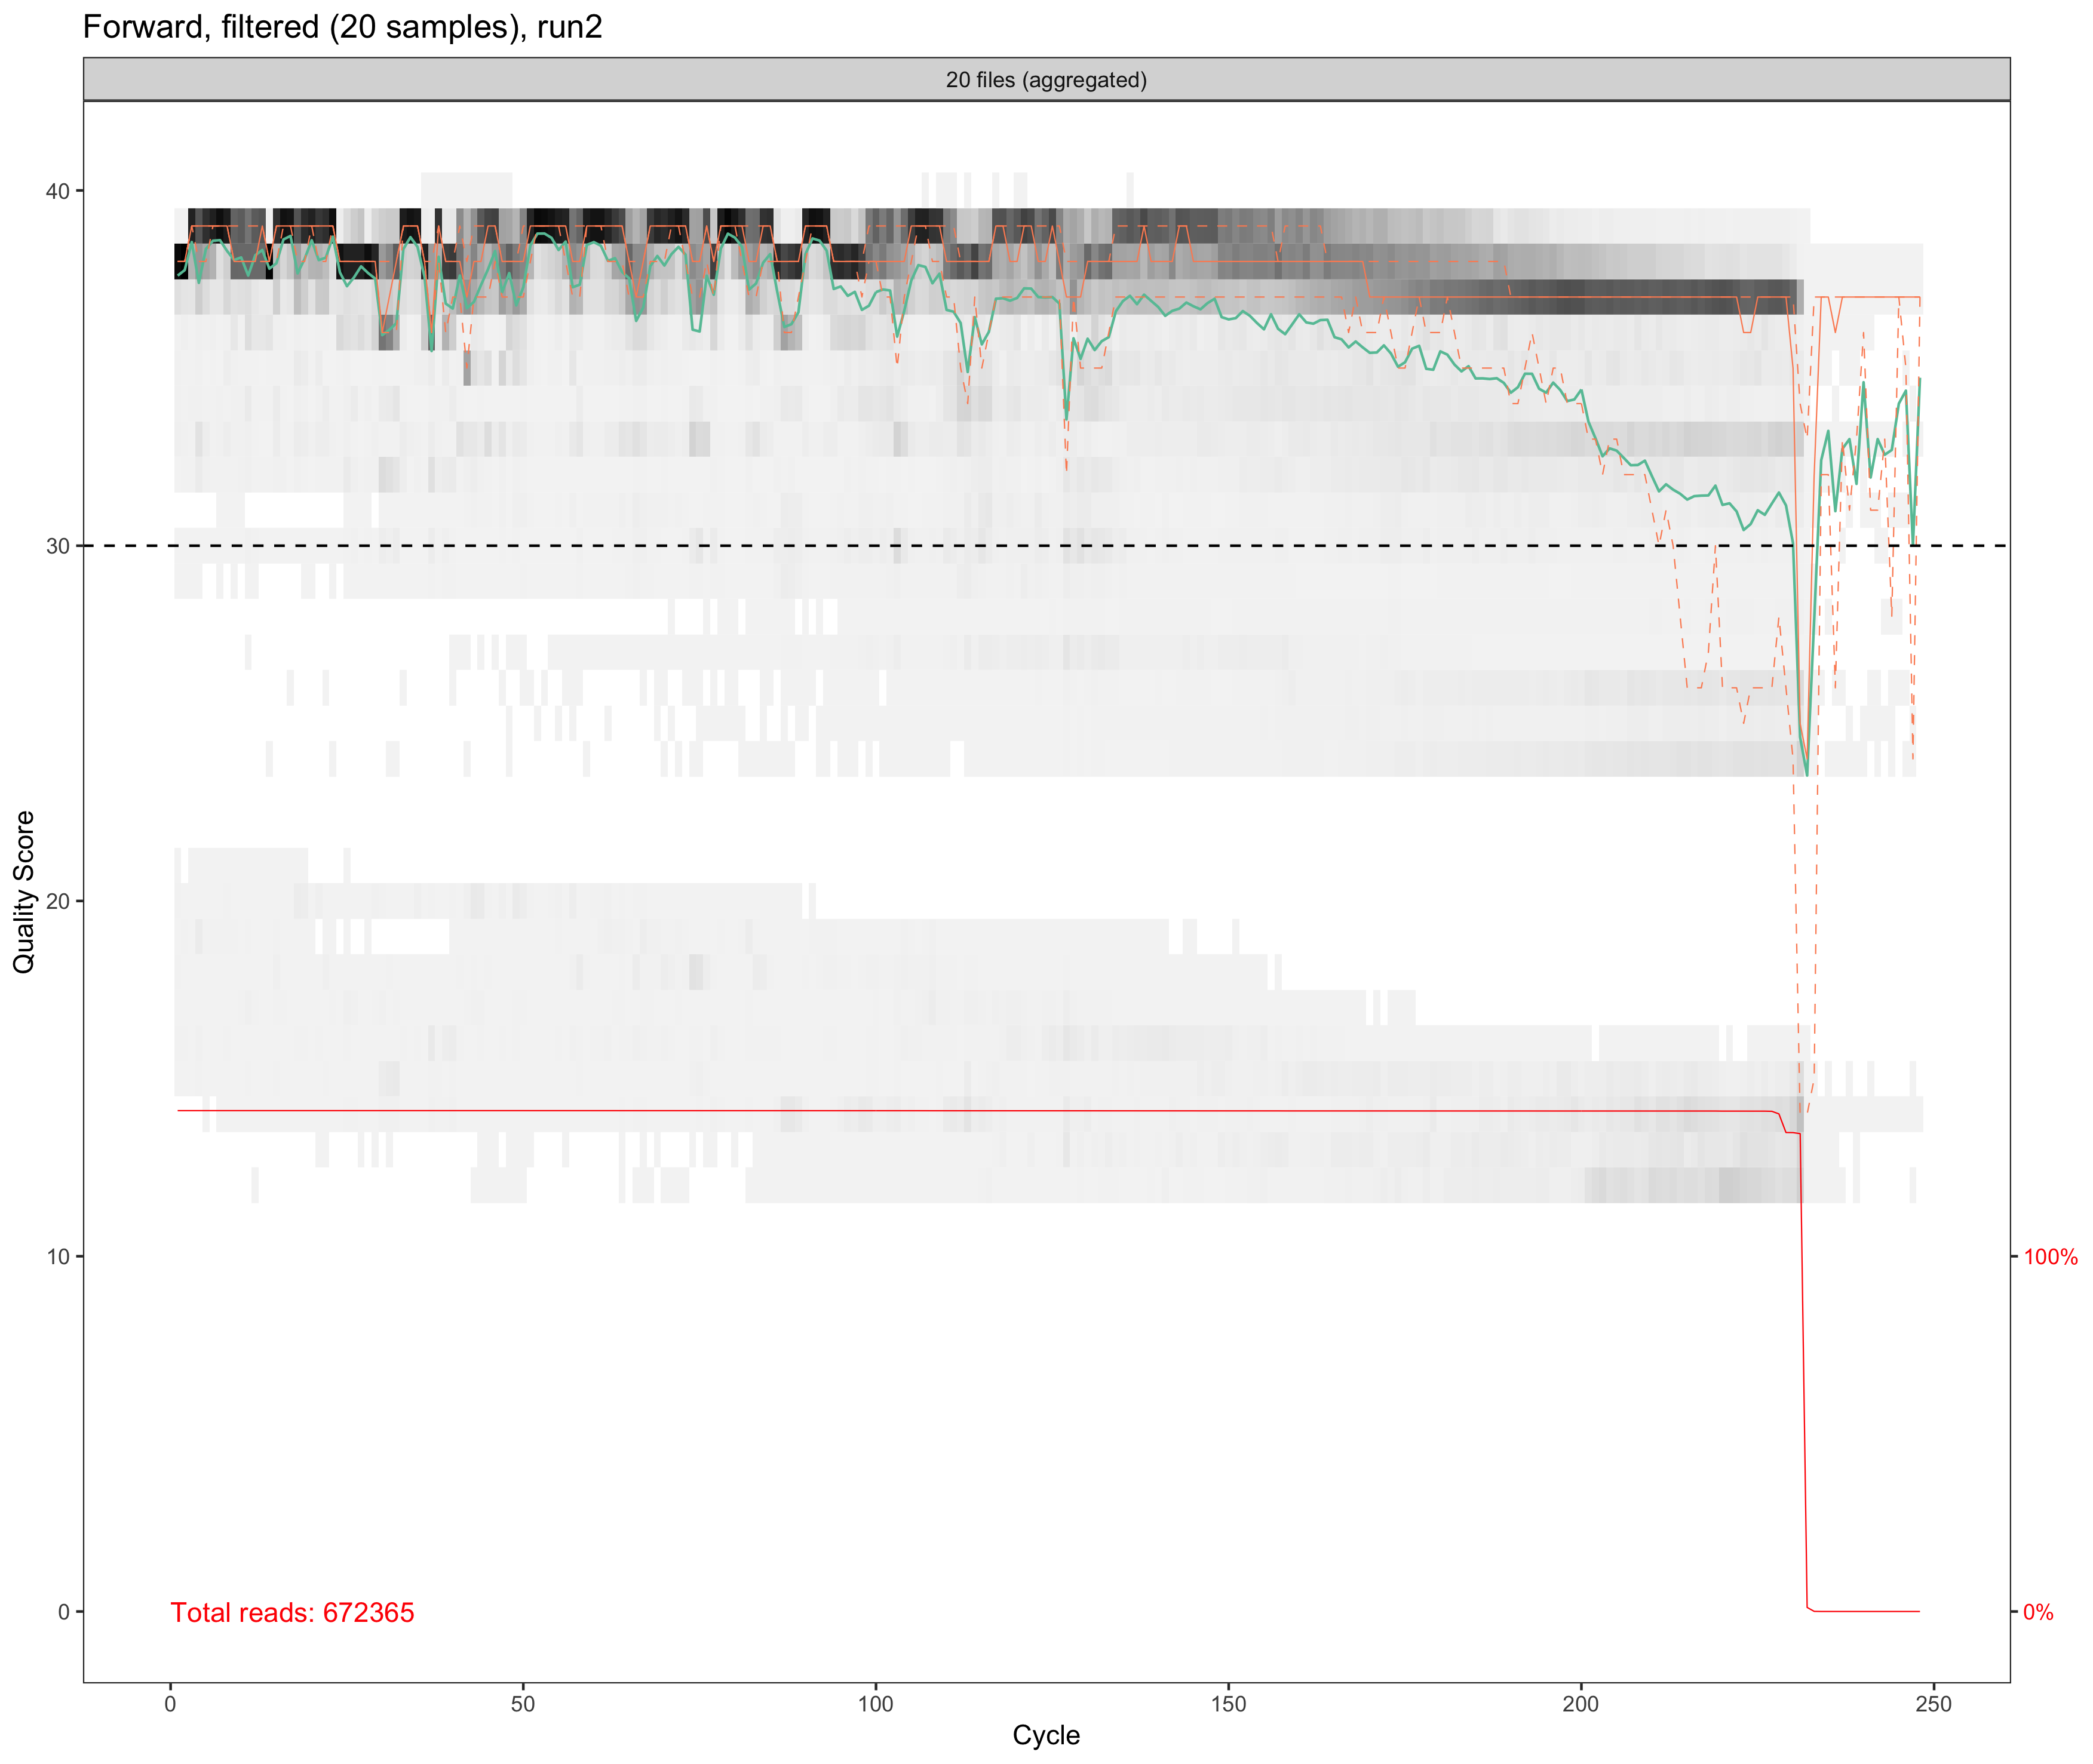 Forward, filtered (20 samples), run2
20 files (aggregated)
Quality Score
40
30
20
10
0
100%
0%
Total reads: 672365
0
50
100
150
200
250
Cycle